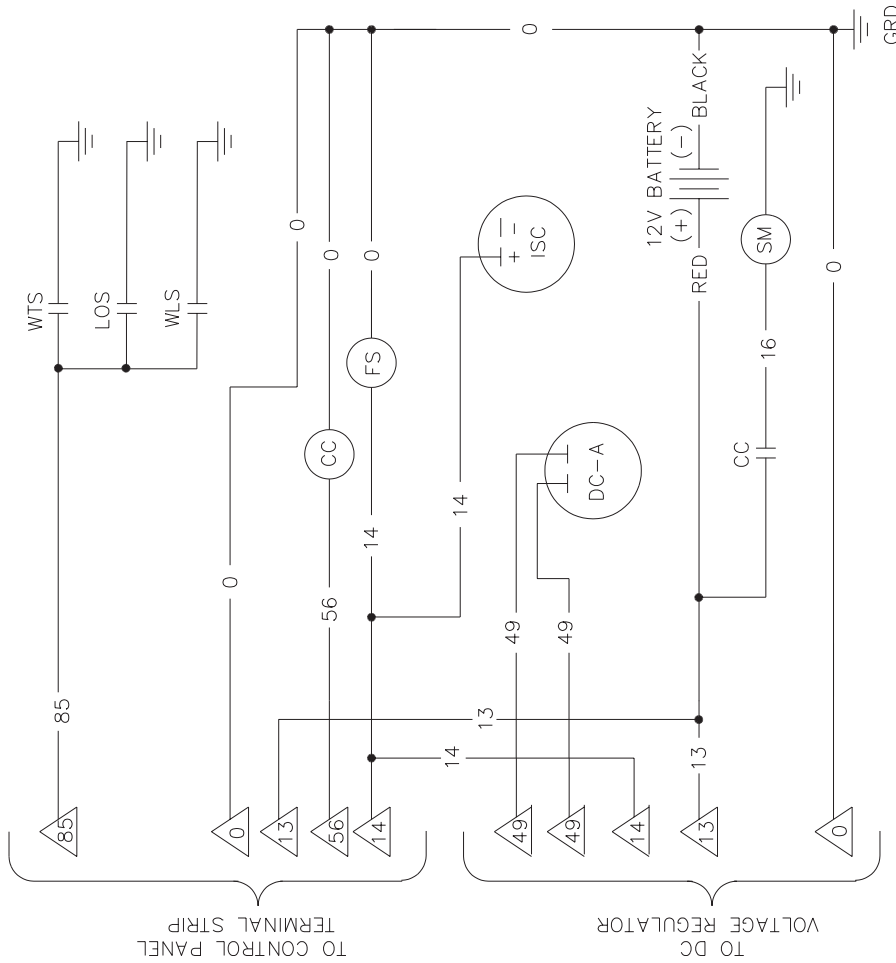 WTS
LOS
WLS
85
85
0
0
0
13
13
CC
0
56
56
FS
0
14
14
14
14
0
ISC
+ -
49
49
49
49
DC-A
14
12V BATTERY
(+) (-)
RED
BLACK
13
13
SM
16
CC
0
0
GRD
TO CONTROL PANEL
TERMINAL STRIP
TO DC
VOLTAGE REGULATOR